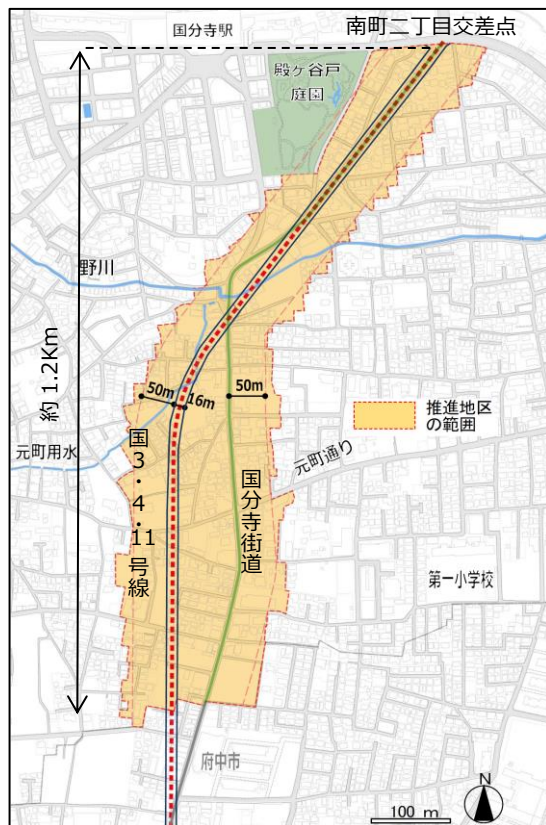 国分寺駅
南町二丁目交差点
殿ヶ谷戸
庭園
野川
約 1.2Km
50m
16m
50m
推進地区
の範囲
元町用水
元町通り
国3・4・11号線
国分寺街道
第一小学校
府中市
N
100 m